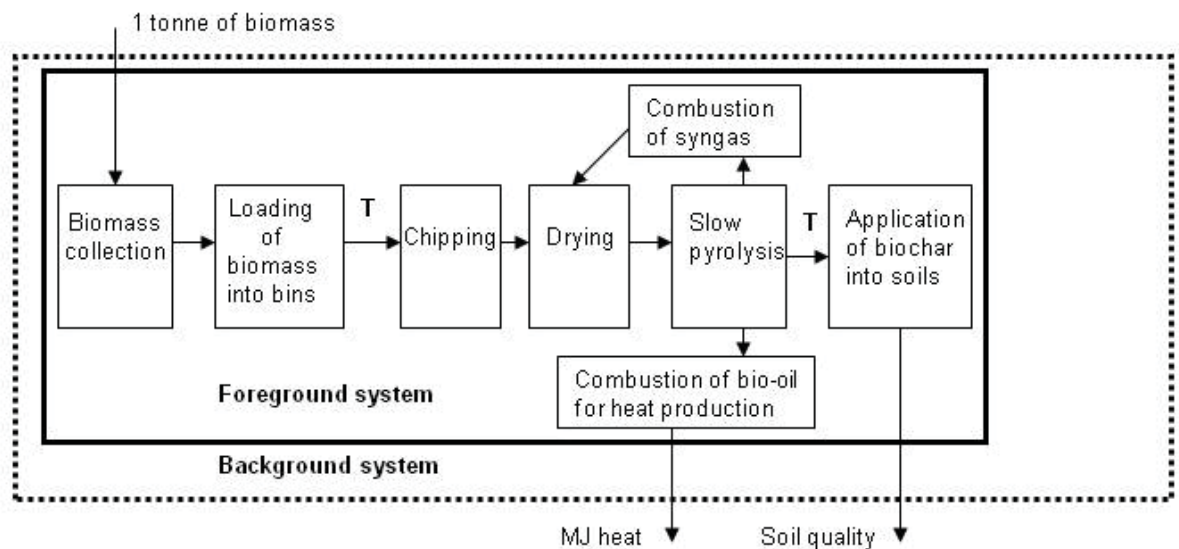 1 tonne of biomass
Combustion
of syngas
Biomass
collection
Loading
of
biomass
into bins
T
Chipping
Drying
Slow
pyrolysis
T
Application
of biochar
into soils
Combustion of bio-oil
for heat production
Foreground system
Background system
MJ heat
Soil quality